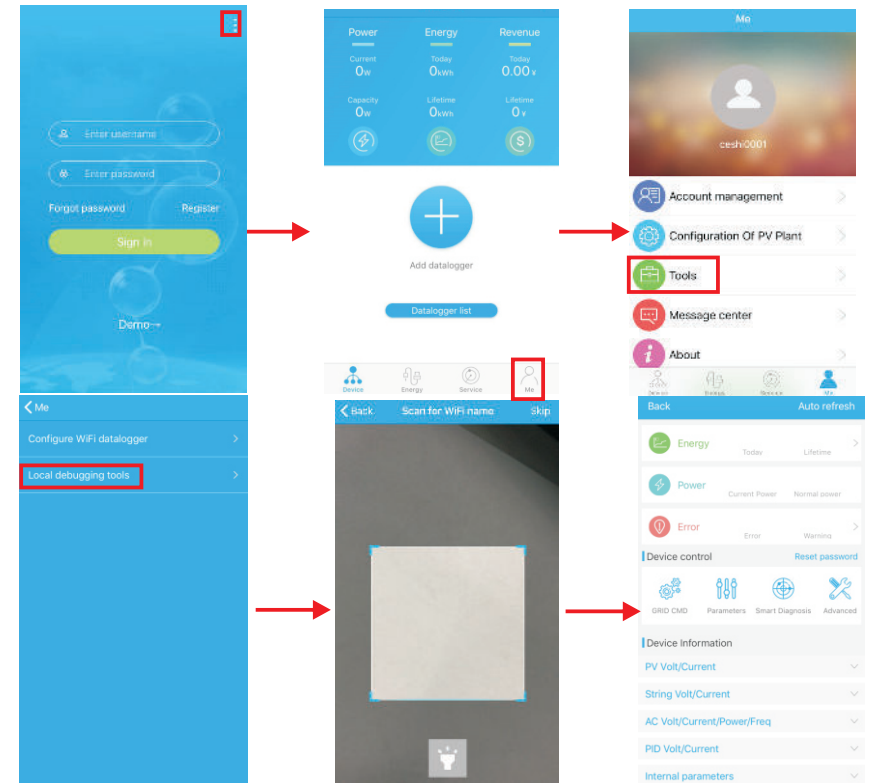 Enter username
Enter password
Forgot password Register
Sign in
Demo
Power Energy Revenue
Current Today Today
0w 0kWh 0.00 ¥
Capacity Lifetime Lifetime
0w 0kWh 0 ¥
Add datalogger
Datalogger list
Device Energy Service Me
Me
ceshi0001
Account management
Configuration Of PV Plant
Tools
Message center
About
Device Service Me
Me
Configure WiFi datalogger
Local debugging tools
Back Scan for WiFi name Skip
Back Auto refresh
Energy
Today Lifetime
Power
Current Power Normal power
Error
Error Warning
Device control Reset password
GRID CMD Parameters Smart Diagnosis Advanced
Device Information
PV Volt/Current
String Volt/Current
AC Volt/Current/Power/Freq
PID Volt/Current
Internal parameters